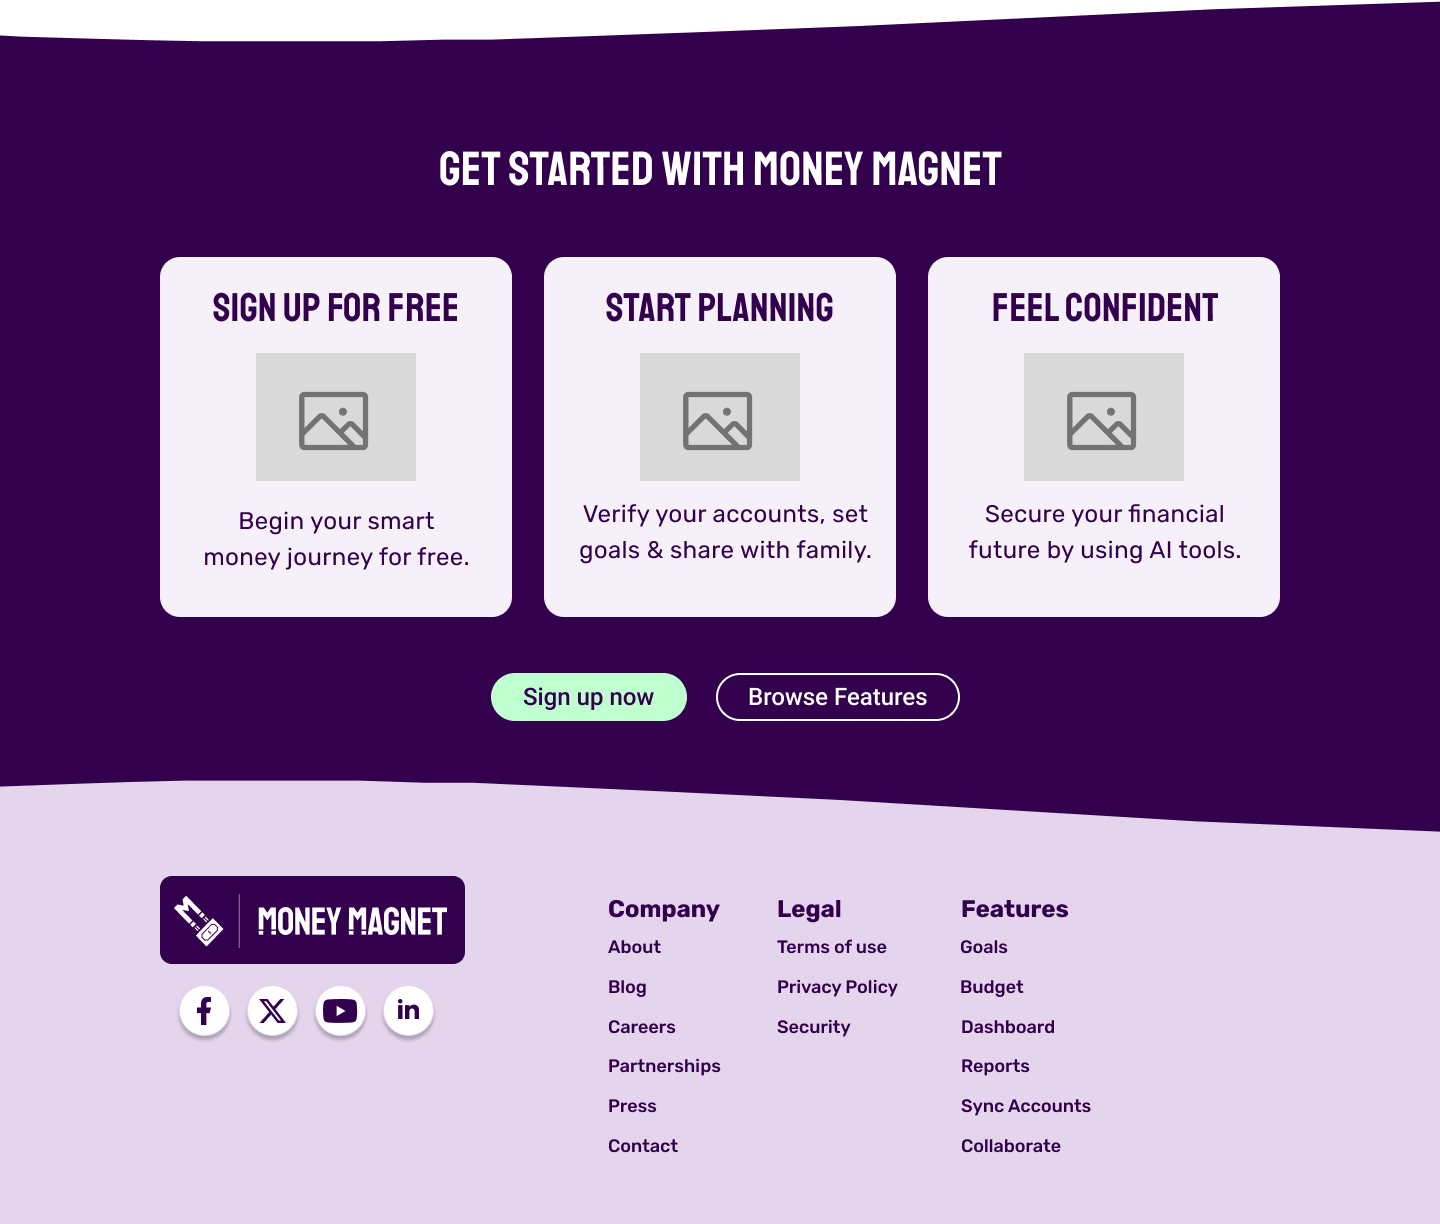 GET STARTED WITH MONEY MAGNET
SIGN UP FOR FREE
Begin your smart
money journey for free.
START PLANNING
Verify your accounts, set
goals & share with family.
FEEL CONFIDENT
Secure your financial
future by using AI tools.
Sign up now
Browse Features
MONEY MAGNET
Company
About
Blog
Careers
Partnerships
Press
Contact
Legal
Terms of use
Privacy Policy
Security
Features
Goals
Budget
Dashboard
Reports
Sync Accounts
Collaborate